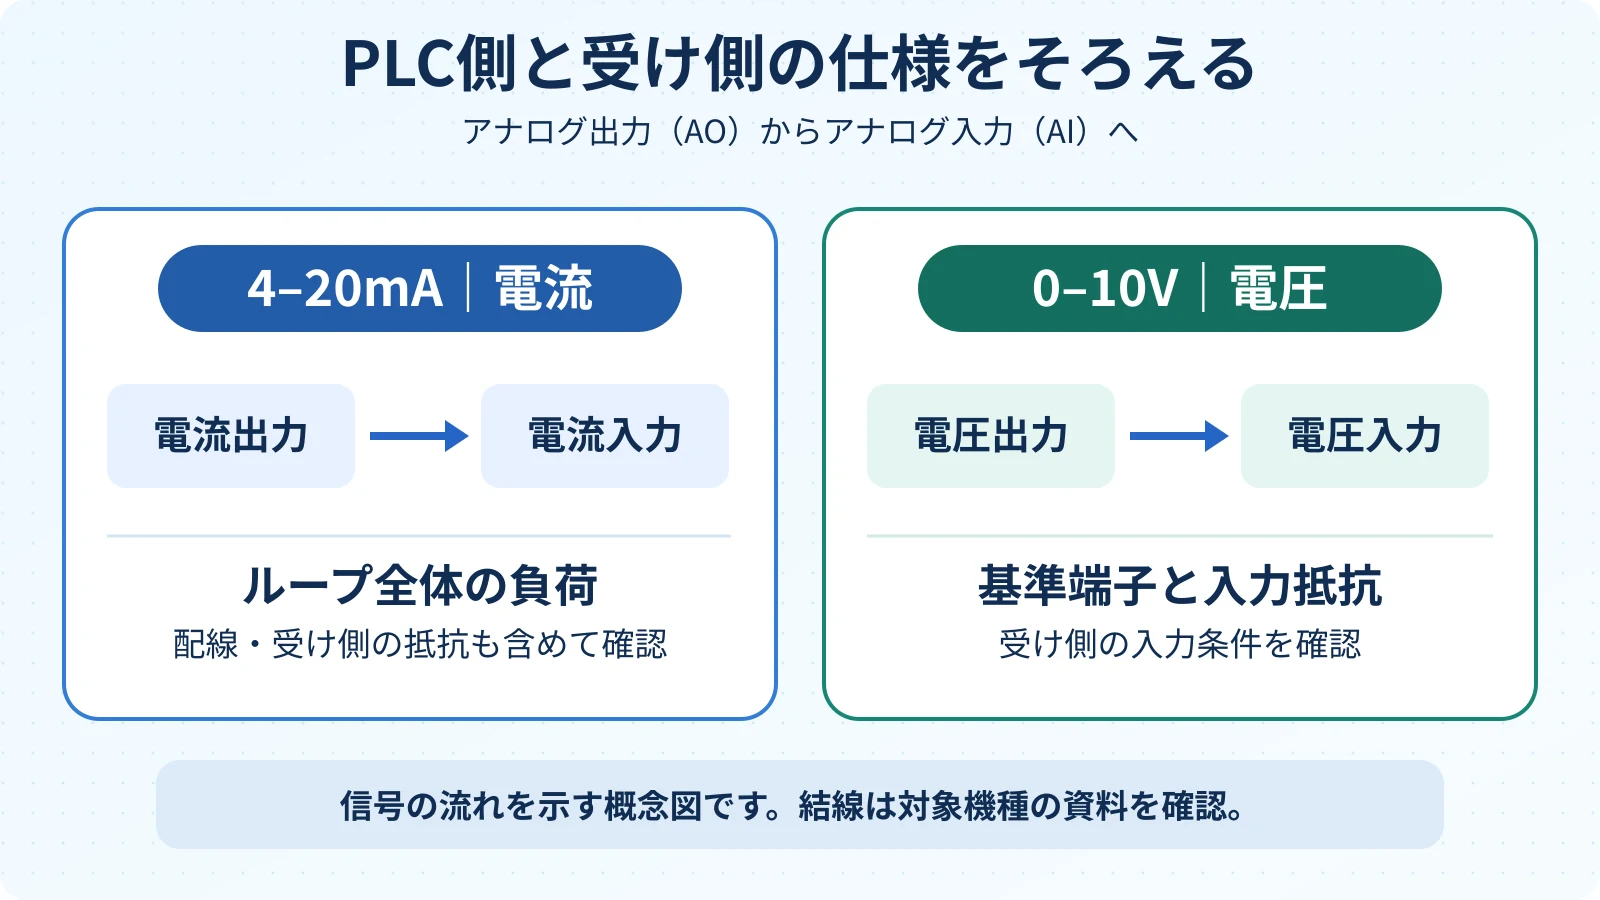 PLC側と受け側の仕様をそろえる
アナログ出力（AO）からアナログ入力（AI）へ
4–20mA｜電流
電流出力
電流入力
ループ全体の負荷
配線・受け側の抵抗も含めて確認
0–10V｜電圧
電圧出力
電圧入力
基準端子と入力抵抗
受け側の入力条件を確認
信号の流れを示す概念図です。結線は対象機種の資料を確認。